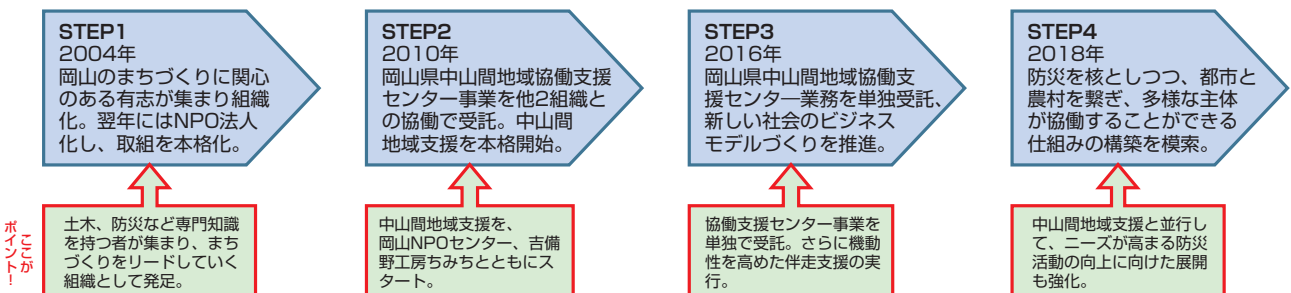 STEP1
2004年
岡山のまちづくりに関心
のある有志が集まり組織
化。翌年にはNPO法人
化し、取組を本格化。
STEP2
2010年
岡山県中山間地域協働支援
センター事業を他2組織と
の協働で受託。中山間
地域支援を本格開始。
STEP3
2016年
岡山県中山間地域協働支
援センター業務を単独受託、
新しい社会のビジネス
モデルづくりを推進。
STEP4
2018年
防災を核としつつ、都市と
農村を繋ぎ、多様な主体
が協働することができる
仕組みの構築を模索。
ここが
ポイント！
土木、防災など専門知識
を持つ者が集まり、まち
づくりをリードしていく
組織として発足。
中山間地域支援を、
岡山NPOセンター、吉備
野工房ちみちとともにス
タート。
協働支援センター事業を
単独で受託。さらに機動
性を高めた伴走支援の実
行。
中山間地域支援と並行し
て、ニーズが高まる防災
活動の向上に向けた展開
も強化。